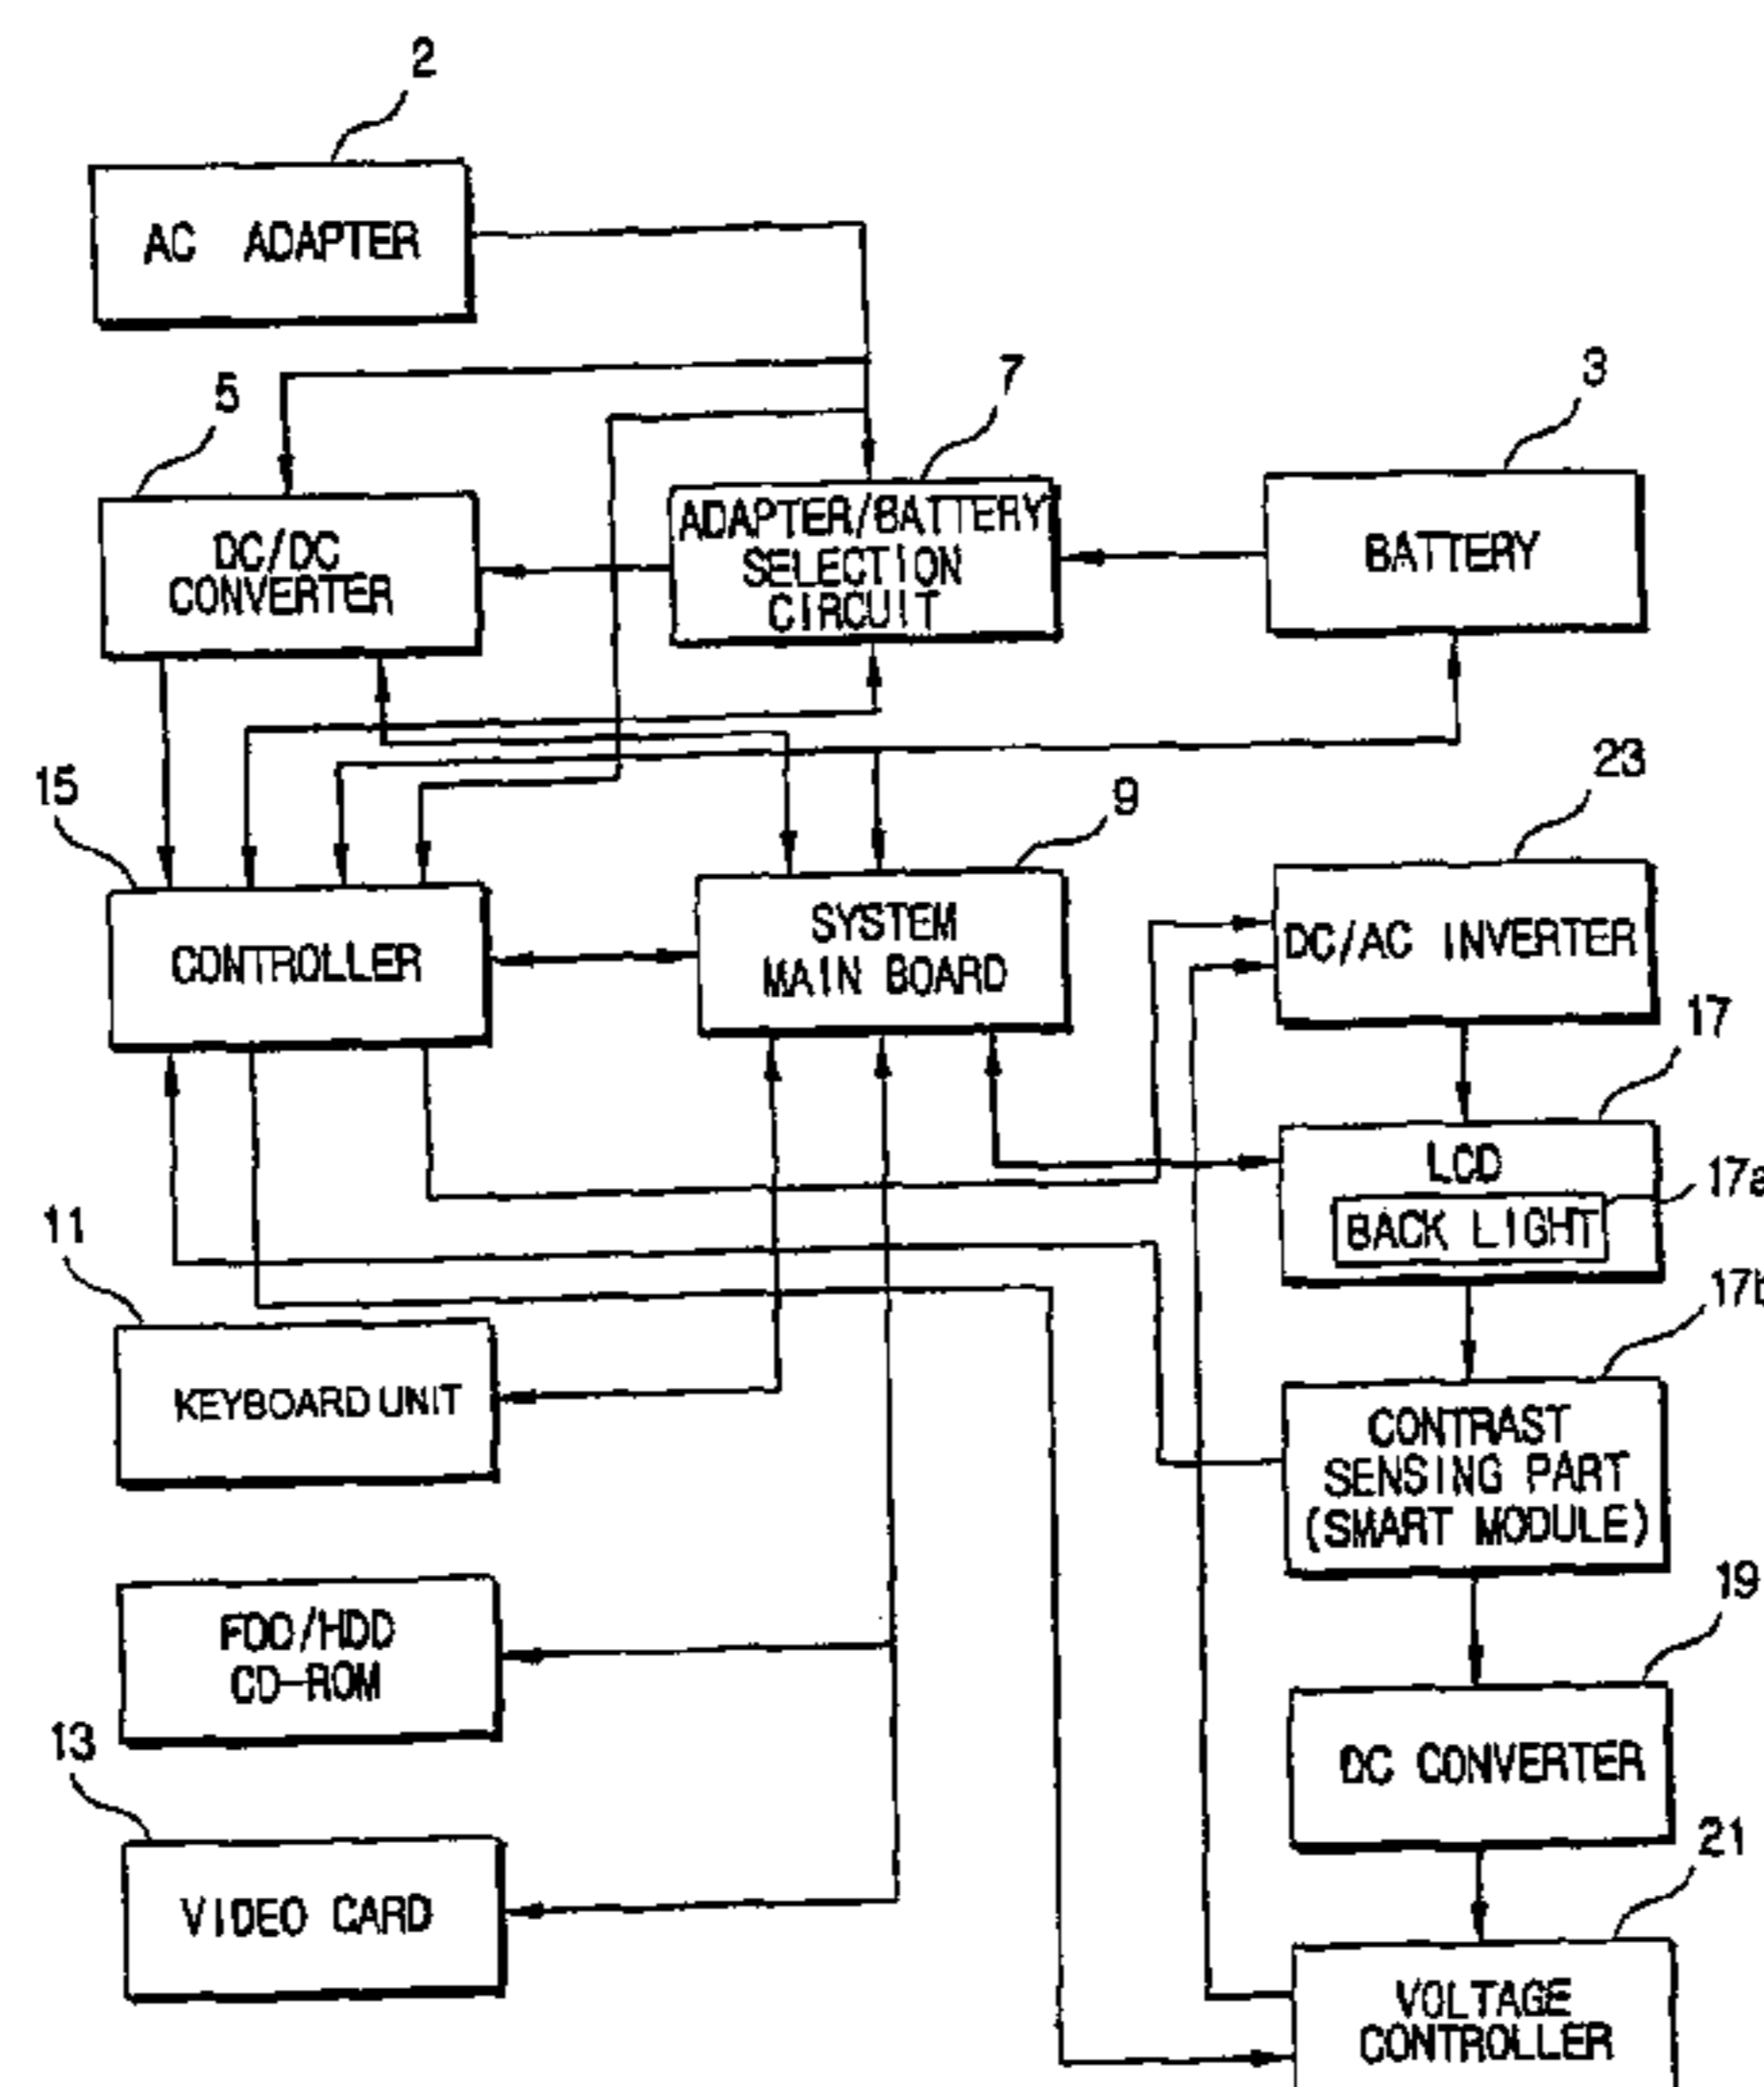 2
AC ADAPTER
5
7
3
DC/DC
CONVERTER
ADAPTER/BATTERY
SELECTION
CIRCUIT
BATTERY
15
9
23
CONTROLLER
SYSTEM
MAIN BOARD
DC/AC INVERTER
17
LCD
17a
BACK LIGHT
11
17b
KEYBOARD UNIT
CONTRAST
SENSING PART
(SMART MODULE)
19
FDD/HDD
CD-ROM
DC CONVERTER
13
21
VIDEO CARD
VOLTAGE
CONTROLLER